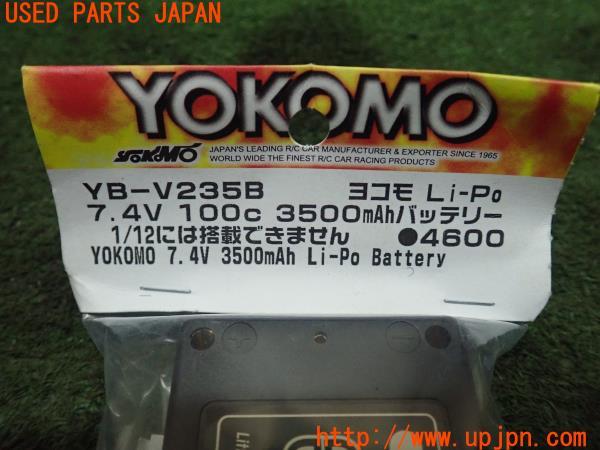 USED PARTS JAPAN
YOKOMO
YOKOMO JAPAN'S LEADING R/C CAR MANUFACTURER & EXPORTER SINCE 1965
WORLD WIDE THE FINEST R/C CAR RACING PRODUCTS
YB-V235B ヨコモ Li-Po
7.4V 100c 3500mAhバッテリー
1/12には搭載できません ●4600
YOKOMO 7.4V 3500mAh Li-Po Battery
Lit
https://www.upjpn.com